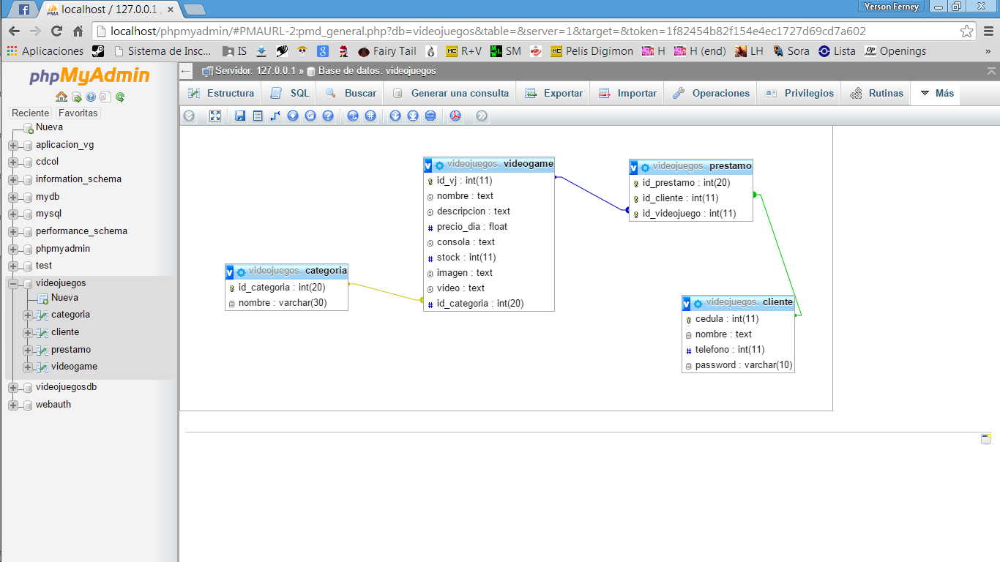 localhost / 127.0.0.1
Yerson Ferney
localhost/phpmyadmin/#PMAURL-2:pmd_general.php?db=videojuegos&table=&server=1&target=&token=1f82454b82f154e4ec1727d69cd7a602
Aplicaciones Sistema de Insc... IS Fairy Tail R+V SM Pelis Digimon H H (end) LH Sora Lista Openings »
phpMyAdmin
Reciente Favoritas
Nueva
aplicacion_vg
cdcol
information_schema
mydb
mysql
performance_schema
phpmyadmin
test
videojuegos
Nueva
categoria
cliente
prestamo
videogame
videojuegosdb
webauth
Servidor: 127.0.0.1 » Base de datos: videojuegos
Estructura SQL Buscar Generar una consulta Exportar Importar Operaciones Privilegios Rutinas Más
v videojuegos. videogame
id_vj : int(11)
nombre : text
descripcion : text
# precio_dia : float
consola : text
# stock : int(11)
imagen : text
video : text
# id_categoria : int(20)
v videojuegos. prestamo
id_prestamo : int(20)
id_cliente : int(11)
id_videojuego : int(11)
v videojuegos. categoria
id_categoria : int(20)
nombre : varchar(30)
v videojuegos. cliente
cedula : int(11)
nombre : text
# telefono : int(11)
password : varchar(10)